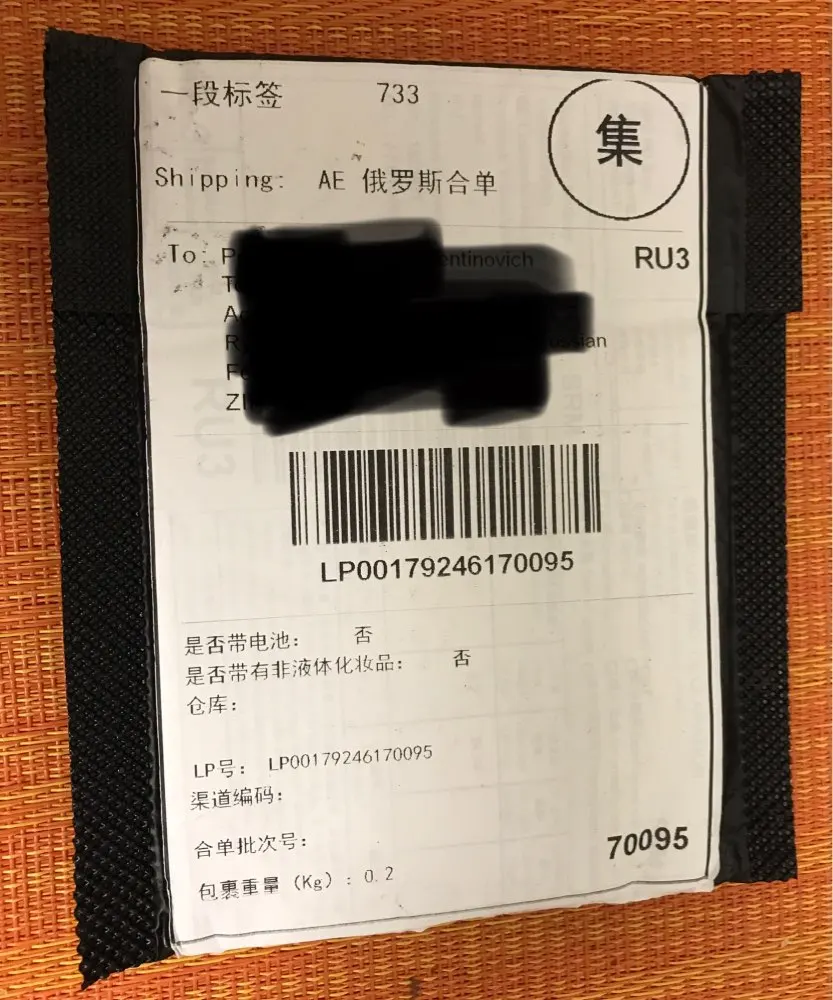 一段标签 733
集
Shipping: AE 俄罗斯合单
To: entinovich RU3
LP00179246170095
是否带电池: 否
是否带有非液体化妆品: 否
仓库:
LP号: LP00179246170095
渠道编码:
合单批次号:
70095
包裹重量 (Kg) : 0.2